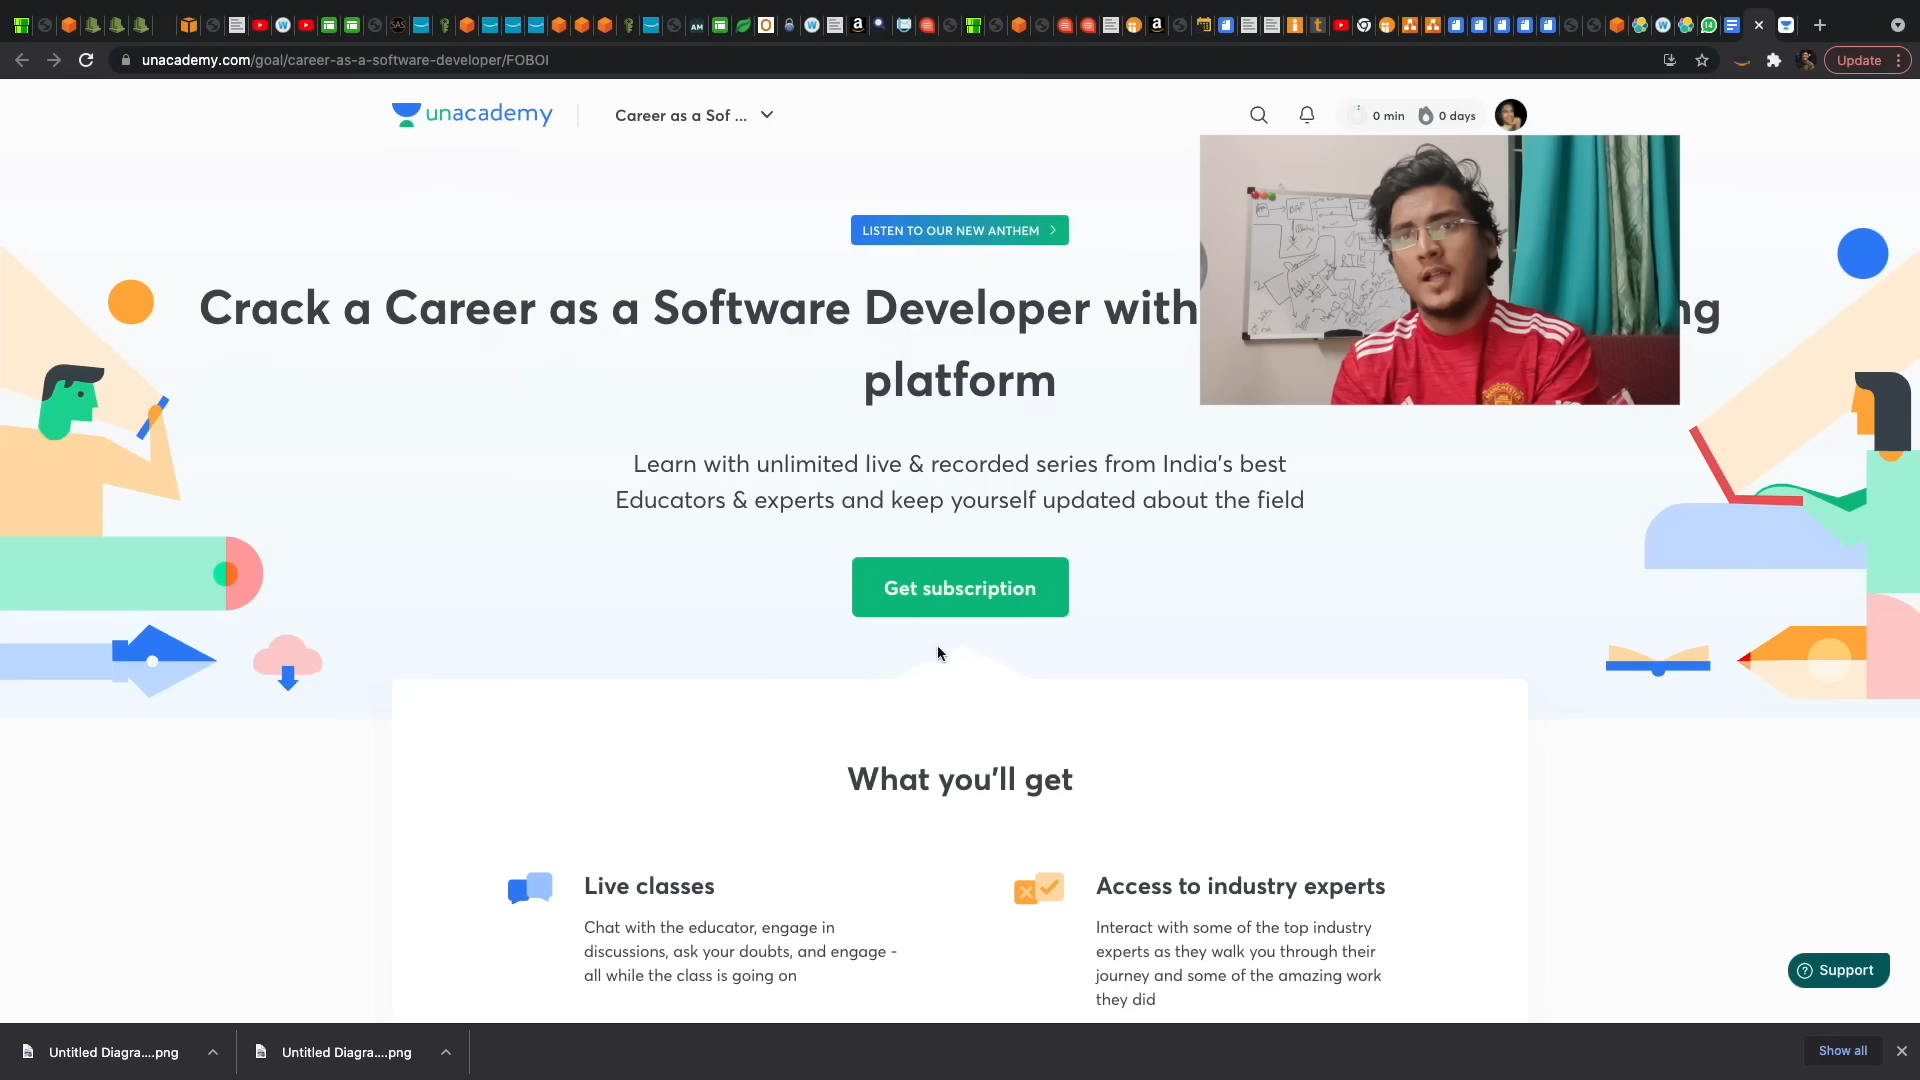 unacademy.com/goal/career-as-a-software-developer/FOBOI
Update
unacademy
Career as a Sof ...
0 min
0 days
LISTEN TO OUR NEW ANTHEM
Crack a Career as a Software Developer with
ng
platform
Learn with unlimited live & recorded series from India's best
Educators & experts and keep yourself updated about the field
Get subscription
What you'll get
Live classes
Chat with the educator, engage in
discussions, ask your doubts, and engage -
all while the class is going on
Access to industry experts
Interact with some of the top industry
experts as they walk you through their
journey and some of the amazing work
they did
Support
Untitled Diagra....png
Untitled Diagra....png
Show all